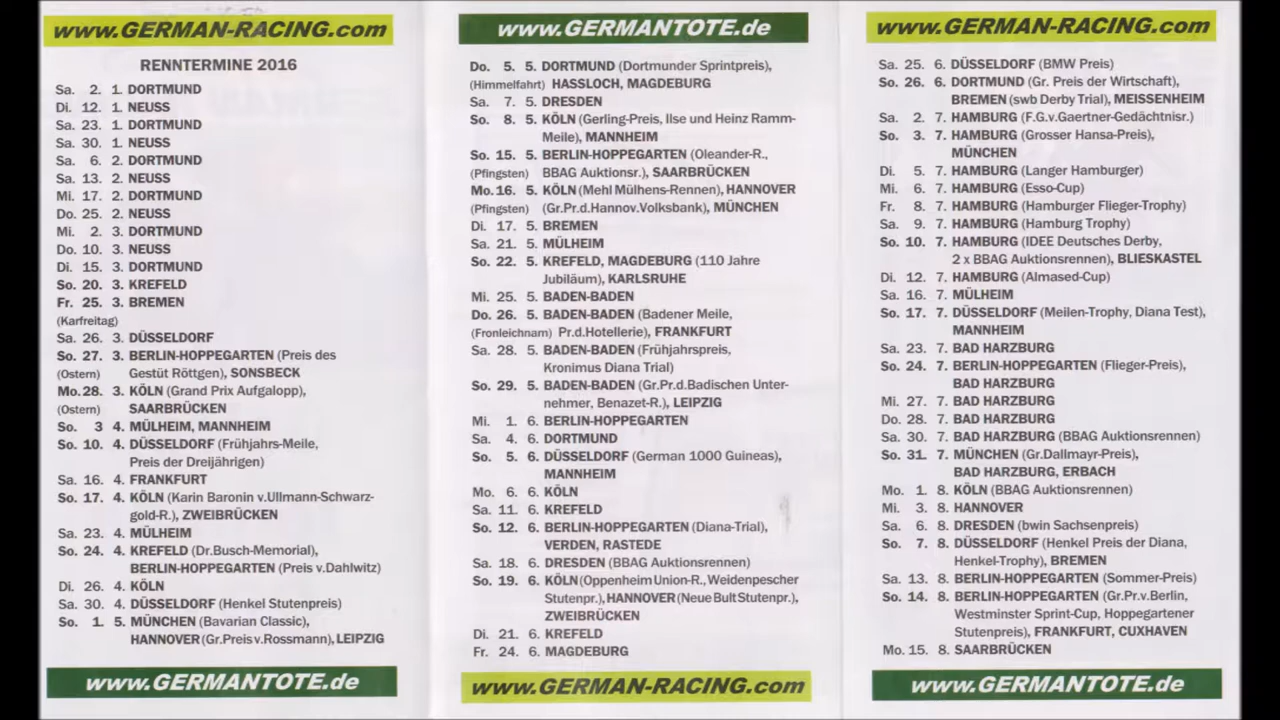 www.GERMAN-RACING.com
RENNTERMINE 2016
Sa. 2. 1. DORTMUND
Di. 12. 1. NEUSS
Sa. 23. 1. DORTMUND
Sa. 30. 1. NEUSS
Sa. 6. 2. DORTMUND
Sa. 13. 2. NEUSS
Mi. 17. 2. DORTMUND
Do. 25. 2. NEUSS
Mi. 2. 3. DORTMUND
Do. 10. 3. NEUSS
Di. 15. 3. DORTMUND
So. 20. 3. KREFELD
Fr. 25. 3. BREMEN
(Karfreitag)
Sa. 26. 3. DÜSSELDORF
So. 27. 3. BERLIN-HOPPEGARTEN (Preis des
(Ostern) Gestüt Röttgen), SONSBECK
Mo. 28. 3. KÖLN (Grand Prix Aufgalopp),
(Ostern) SAARBRÜCKEN
So. 3 4. MÜLHEIM, MANNHEIM
So. 10. 4. DÜSSELDORF (Frühjahrs-Meile,
Preis der Dreijährigen)
Sa. 16. 4. FRANKFURT
So. 17. 4. KÖLN (Karin Baronin v.Ullmann-Schwarz-
gold-R.), ZWEIBRÜCKEN
Sa. 23. 4. MÜLHEIM
So. 24. 4. KREFELD (Dr.Busch-Memorial),
BERLIN-HOPPEGARTEN (Preis v.Dahlwitz)
Di. 26. 4. KÖLN
Sa. 30. 4. DÜSSELDORF (Henkel Stutenpreis)
So. 1. 5. MÜNCHEN (Bavarian Classic),
HANNOVER (Gr.Preis v.Rossmann), LEIPZIG
www.GERMANTOTE.de
www.GERMANTOTE.de
Do. 5. 5. DORTMUND (Dortmunder Sprintpreis),
(Himmelfahrt) HASSLOCH, MAGDEBURG
Sa. 7. 5. DRESDEN
So. 8. 5. KÖLN (Gerling-Preis, Ilse und Heinz Ramm-
Meile), MANNHEIM
So. 15. 5. BERLIN-HOPPEGARTEN (Oleander-R.,
(Pfingsten) BBAG Auktionsr.), SAARBRÜCKEN
Mo. 16. 5. KÖLN (Mehl Mülhens-Rennen), HANNOVER
(Pfingsten) (Gr.Pr.d.Hannov.Volksbank), MÜNCHEN
Di. 17. 5. BREMEN
Sa. 21. 5. MÜLHEIM
So. 22. 5. KREFELD, MAGDEBURG (110 Jahre
Jubiläum), KARLSRUHE
Mi. 25. 5. BADEN-BADEN
Do. 26. 5. BADEN-BADEN (Badener Meile,
(Fronleichnam) Pr.d.Hotellerie), FRANKFURT
Sa. 28. 5. BADEN-BADEN (Frühjahrspreis,
Kronimus Diana Trial)
So. 29. 5. BADEN-BADEN (Gr.Pr.d.Badischen Unter-
nehmer, Benazet-R.), LEIPZIG
Mi. 1. 6. BERLIN-HOPPEGARTEN
Sa. 4. 6. DORTMUND
So. 5. 6. DÜSSELDORF (German 1000 Guineas),
MANNHEIM
Mo. 6. 6. KÖLN
Sa. 11. 6. KREFELD
So. 12. 6. BERLIN-HOPPEGARTEN (Diana-Trial),
VERDEN, RASTEDE
Sa. 18. 6. DRESDEN (BBAG Auktionsrennen)
So. 19. 6. KÖLN (Oppenheim Union-R., Weidenpescher
Stutenpr.), HANNOVER (Neue Bult Stutenpr.),
ZWEIBRÜCKEN
Di. 21. 6. KREFELD
Fr. 24. 6. MAGDEBURG
www.GERMAN-RACING.com
www.GERMAN-RACING.com
Sa. 25. 6. DÜSSELDORF (BMW Preis)
So. 26. 6. DORTMUND (Gr. Preis der Wirtschaft),
BREMEN (swb Derby Trial), MEISSENHEIM
Sa. 2. 7. HAMBURG (F.G.v.Gaertner-Gedächtnisr.)
So. 3. 7. HAMBURG (Grosser Hansa-Preis),
MÜNCHEN
Di. 5. 7. HAMBURG (Langer Hamburger)
Mi. 6. 7. HAMBURG (Esso-Cup)
Fr. 8. 7. HAMBURG (Hamburger Flieger-Trophy)
Sa. 9. 7. HAMBURG (Hamburg Trophy)
So. 10. 7. HAMBURG (IDEE Deutsches Derby,
2 x BBAG Auktionsrennen), BLIESKASTEL
Di. 12. 7. HAMBURG (Almased-Cup)
Sa. 16. 7. MÜLHEIM
So. 17. 7. DÜSSELDORF (Meilen-Trophy, Diana Test),
MANNHEIM
Sa. 23. 7. BAD HARZBURG
So. 24. 7. BERLIN-HOPPEGARTEN (Flieger-Preis),
BAD HARZBURG
Mi. 27. 7. BAD HARZBURG
Do. 28. 7. BAD HARZBURG
Sa. 30. 7. BAD HARZBURG (BBAG Auktionsrennen)
So. 31. 7. MÜNCHEN (Gr.Dallmayr-Preis),
BAD HARZBURG, ERBACH
Mo. 1. 8. KÖLN (BBAG Auktionsrennen)
Mi. 3. 8. HANNOVER
Sa. 6. 8. DRESDEN (bwin Sachsenpreis)
So. 7. 8. DÜSSELDORF (Henkel Preis der Diana,
Henkel-Trophy), BREMEN
Sa. 13. 8. BERLIN-HOPPEGARTEN (Sommer-Preis)
So. 14. 8. BERLIN-HOPPEGARTEN (Gr.Pr.v.Berlin,
Westminster Sprint-Cup, Hoppegartener
Stutenpreis), FRANKFURT, CUXHAVEN
Mo. 15. 8. SAARBRÜCKEN
www.GERMANTOTE.de